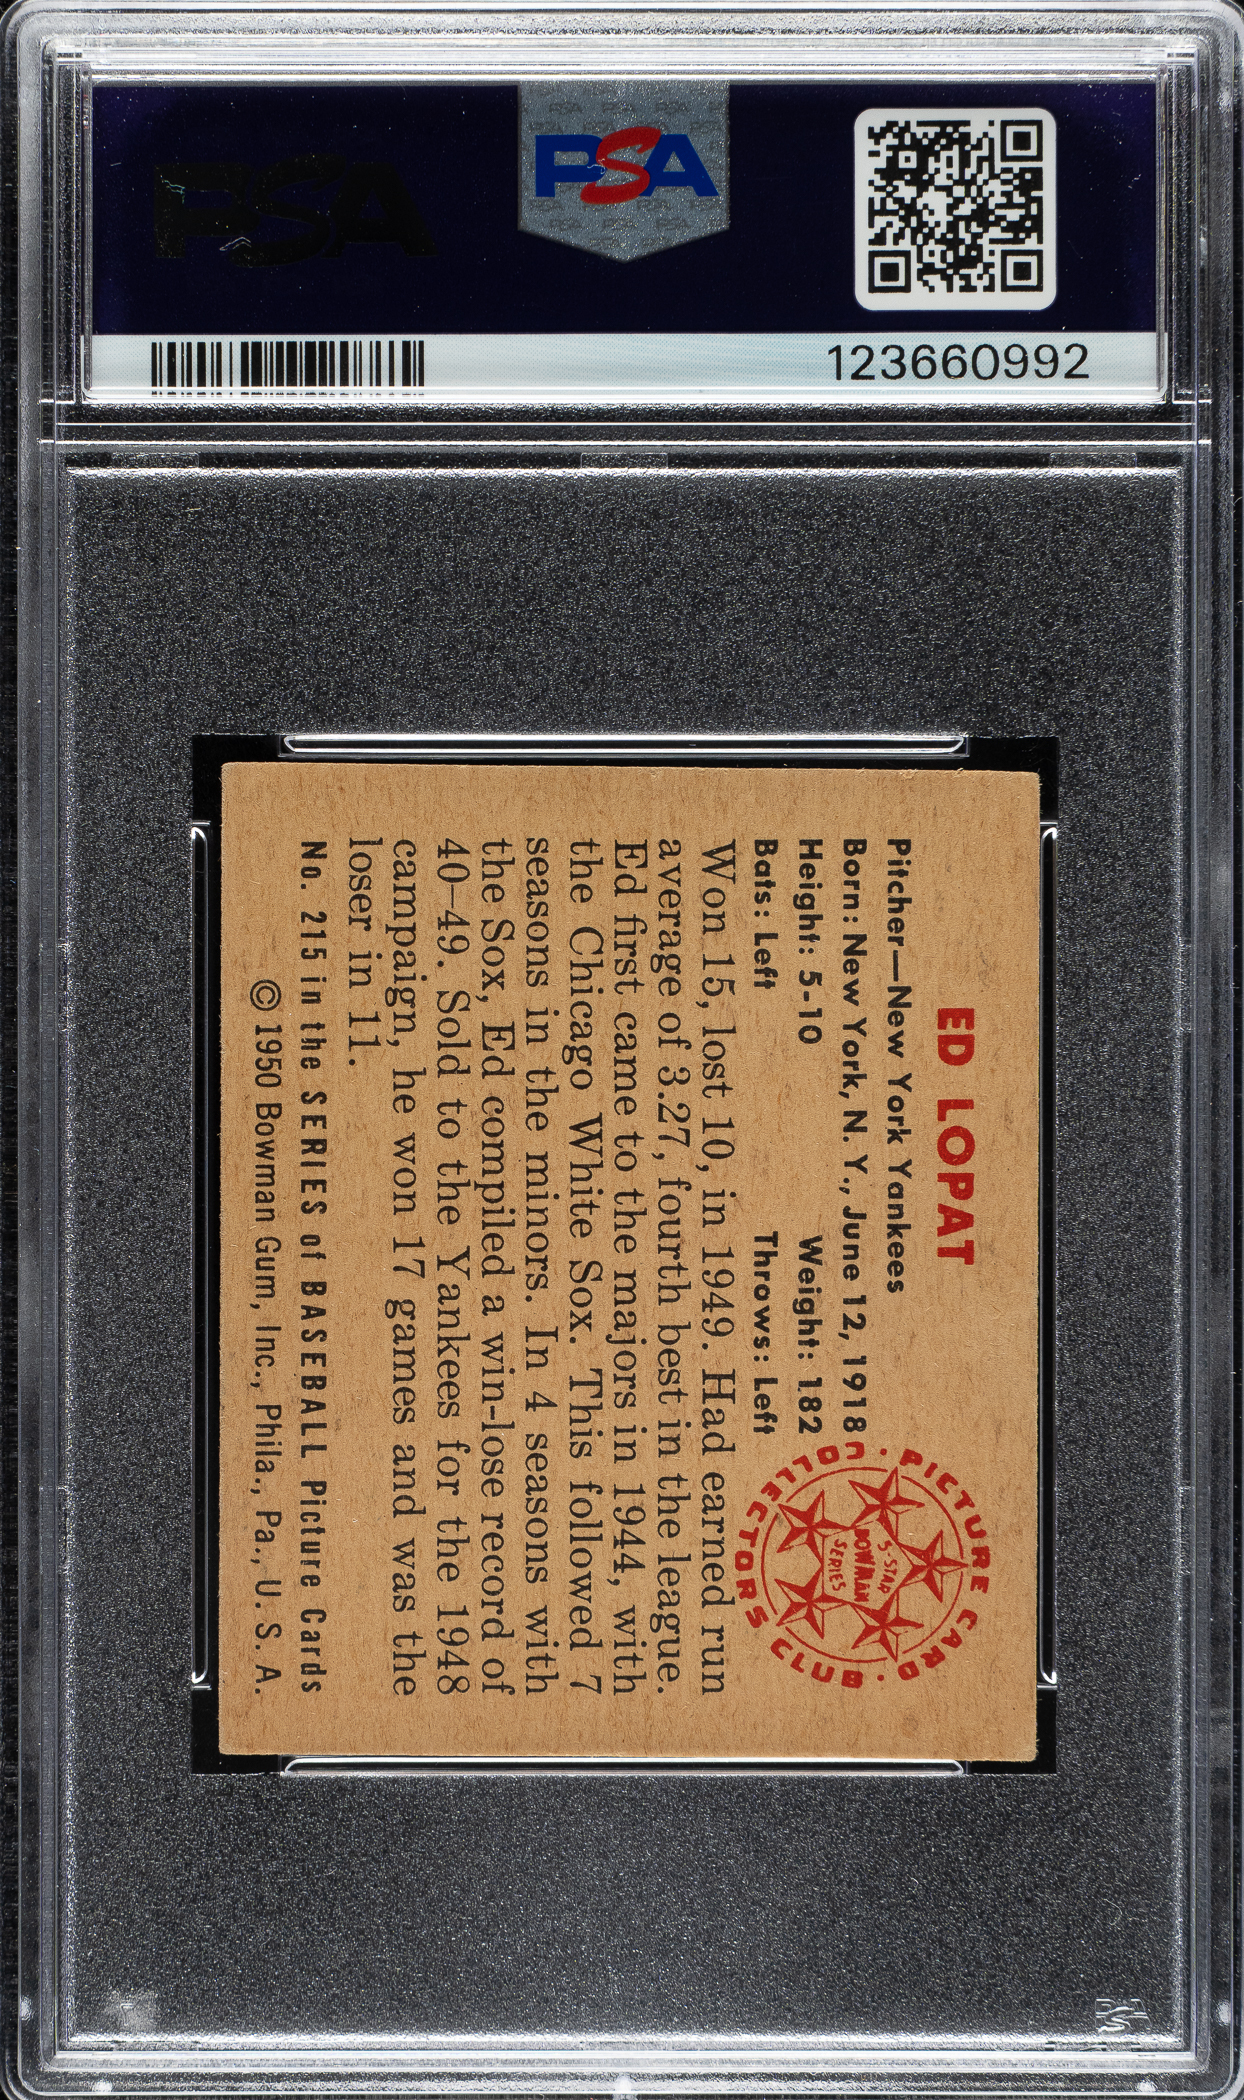 PSA
PSA
123660992
ED LOPAT
Pitcher—New York Yankees
Born: New York, N. Y., June 12, 1918
Height: 5-10 Weight: 182
Bats: Left Throws: Left
PICTURE CARD · COLLECTORS CLUB ·
5-STAR
BOWMAN
SERIES
Won 15, lost 10, in 1949. Had earned run
average of 3.27, fourth best in the league.
Ed first came to the majors in 1944, with
the Chicago White Sox. This followed 7
seasons in the minors. In 4 seasons with
the Sox, Ed compiled a win-lose record of
40–49. Sold to the Yankees for the 1948
campaign, he won 17 games and was the
loser in 11.
No. 215 in the SERIES of BASEBALL Picture Cards
© 1950 Bowman Gum, Inc., Phila., Pa., U. S. A.
PSA